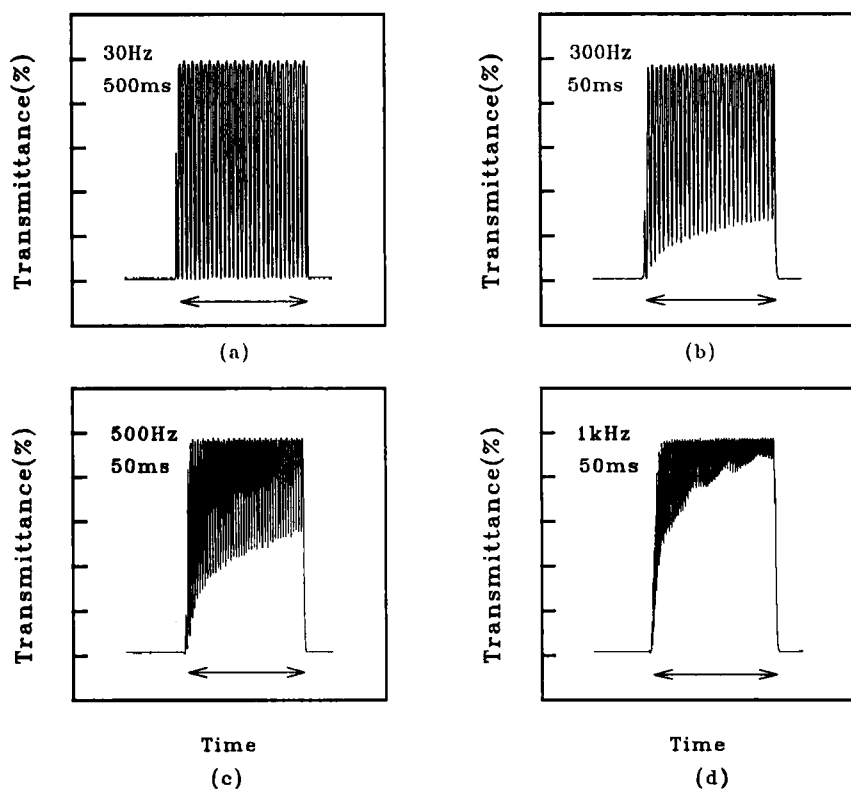 Transmittance(%)
30Hz
500ms
(a)
Transmittance(%)
300Hz
50ms
(b)
Transmittance(%)
500Hz
50ms
Time
(c)
Transmittance(%)
1kHz
50ms
Time
(d)